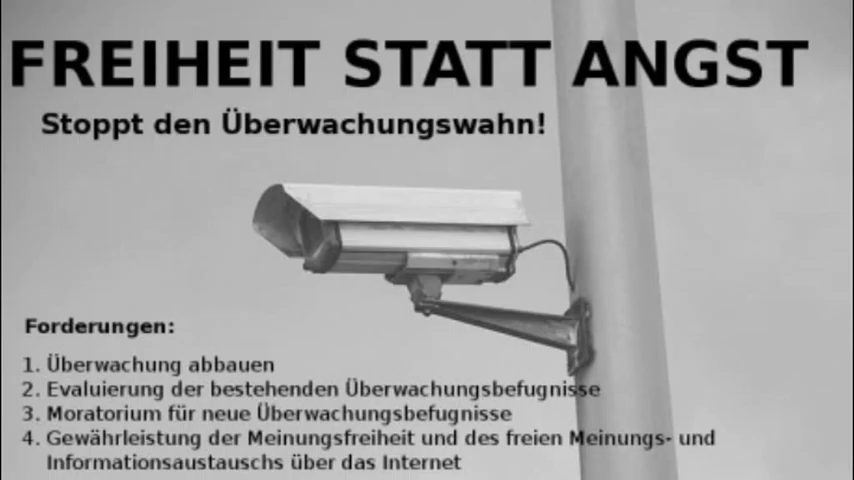 FREIHEIT STATT ANGST
Stoppt den Überwachungswahn!
Forderungen:
1. Überwachung abbauen
2. Evaluierung der bestehenden Überwachungsbefugnisse
3. Moratorium für neue Überwachungsbefugnisse
4. Gewährleistung der Meinungsfreiheit und des freien Meinungs- und
Informationsaustauschs über das Internet